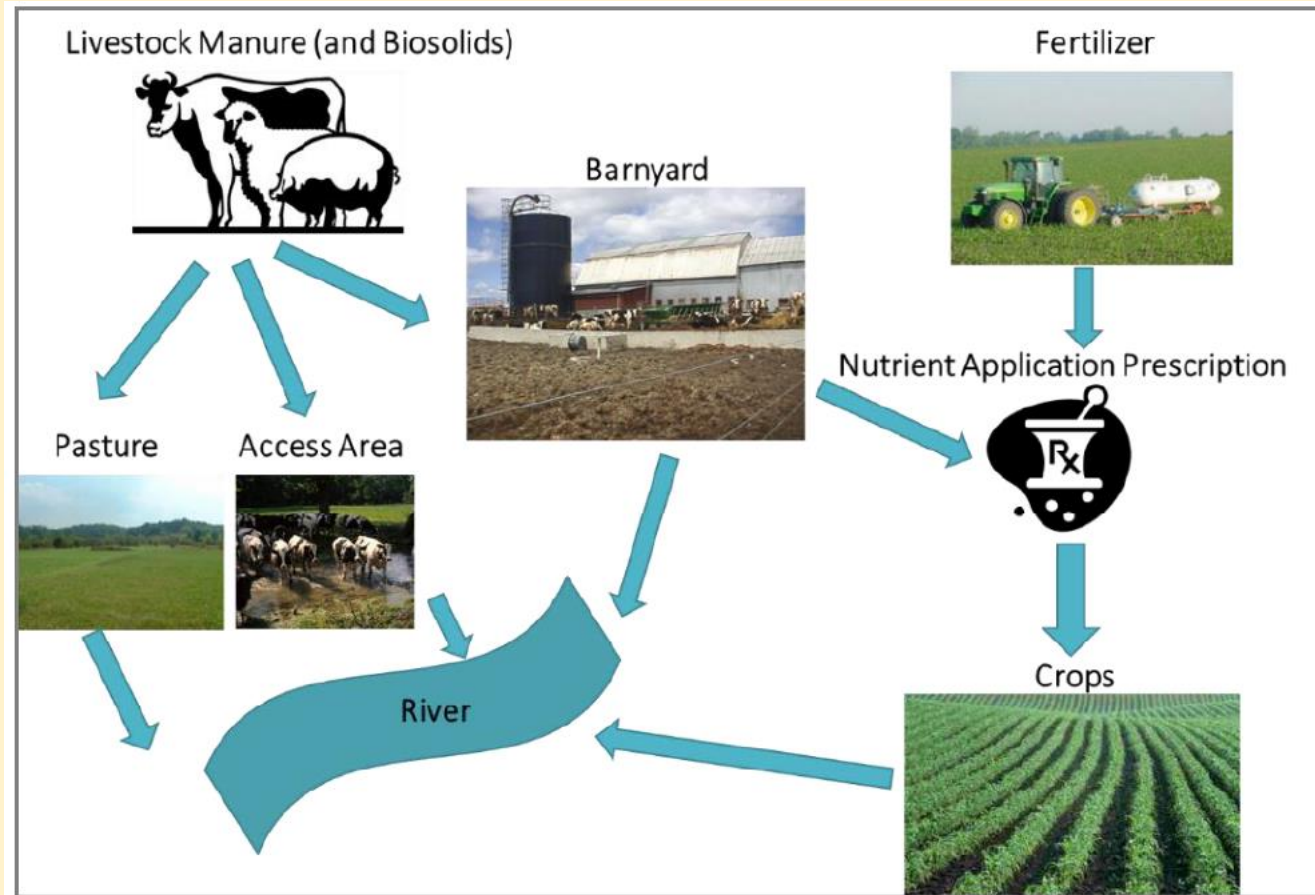 Livestock Manure (and Biosolids)
Fertilizer
Barnyard
Nutrient Application Prescription
Rx
Pasture
Access Area
Crops
River